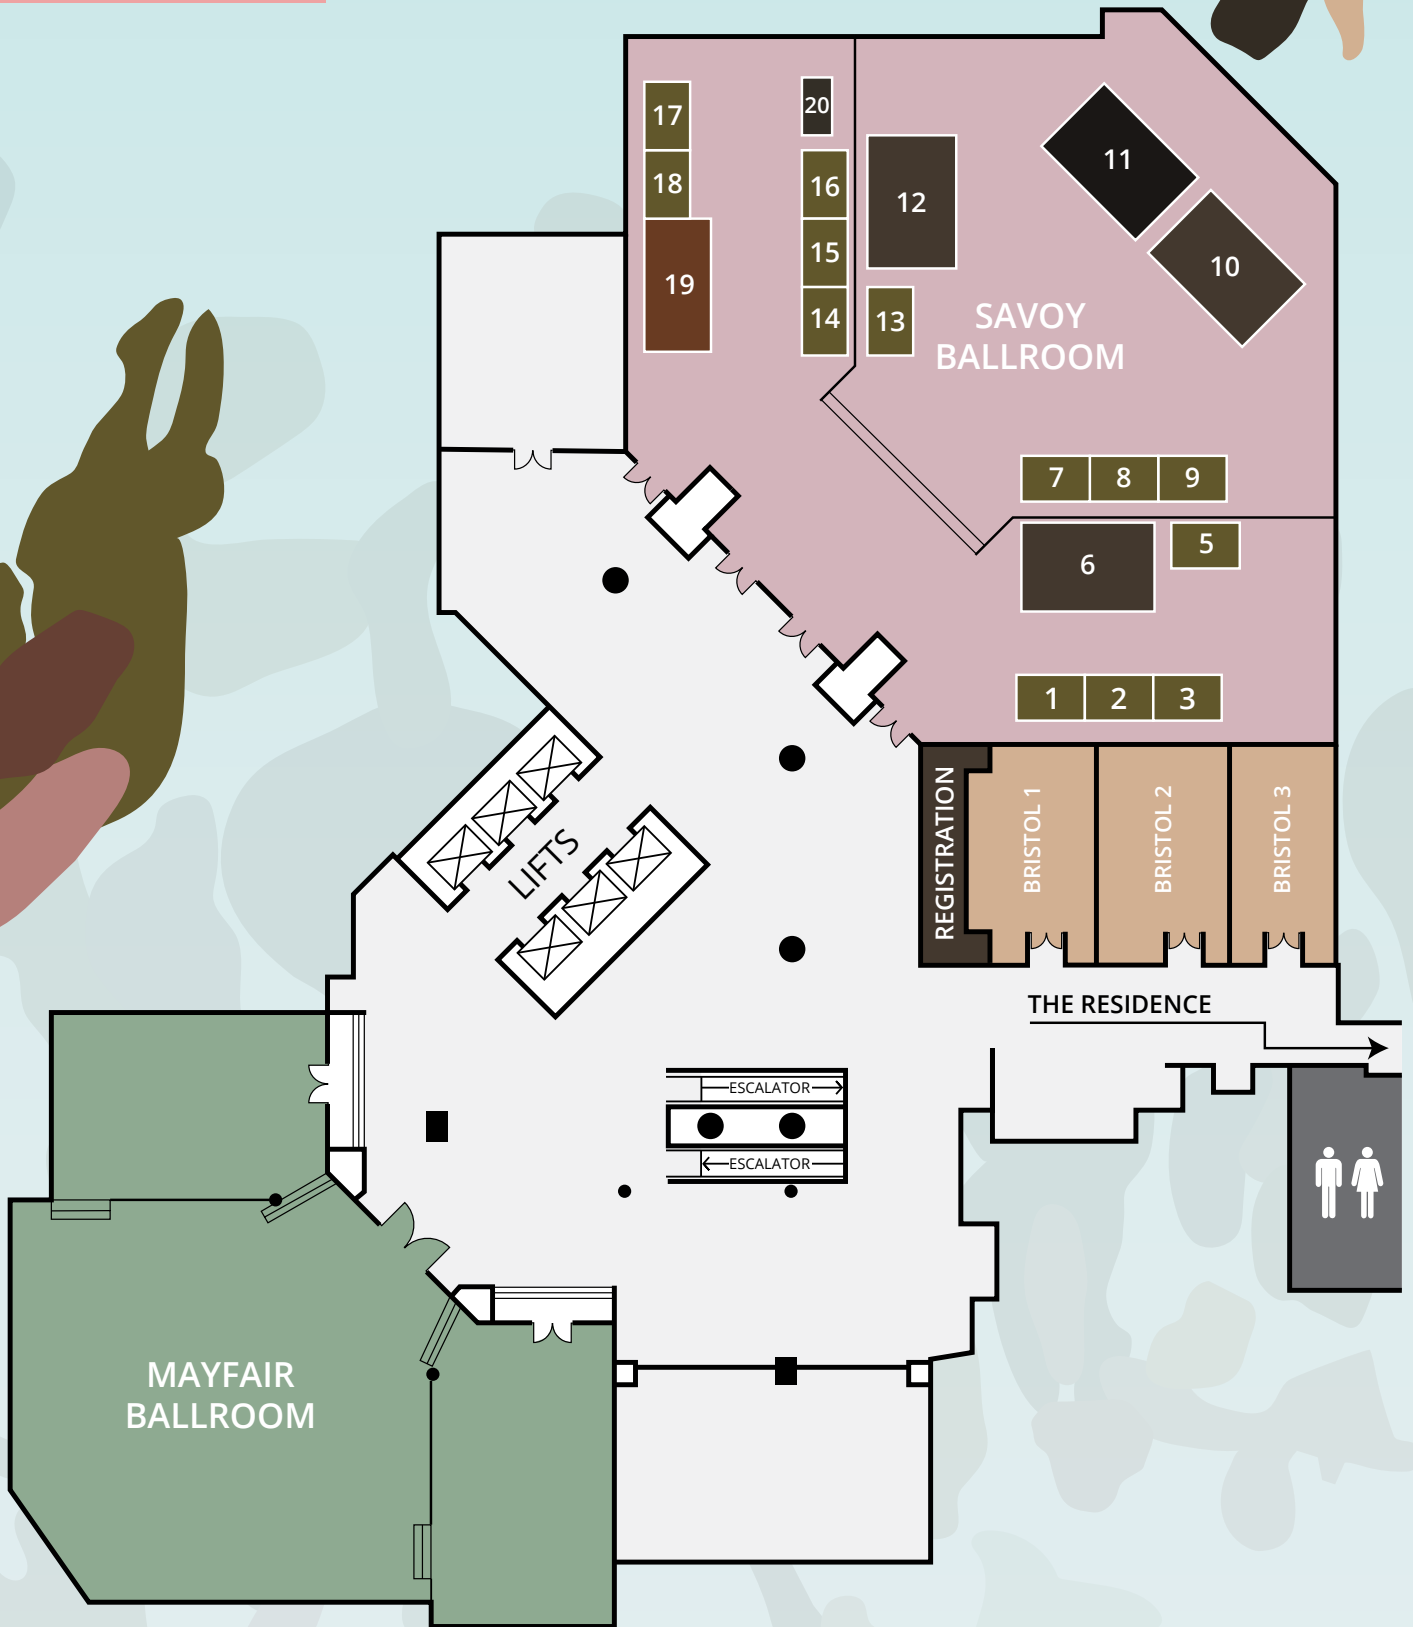 17
20
18
16
12
11
15
10
19
14
13
SAVOY
BALLROOM
7
8
9
6
5
1
2
3
REGISTRATION
BRISTOL 1
BRISTOL 2
BRISTOL 3
LIFTS
THE RESIDENCE
ESCALATOR
ESCALATOR
MAYFAIR
BALLROOM